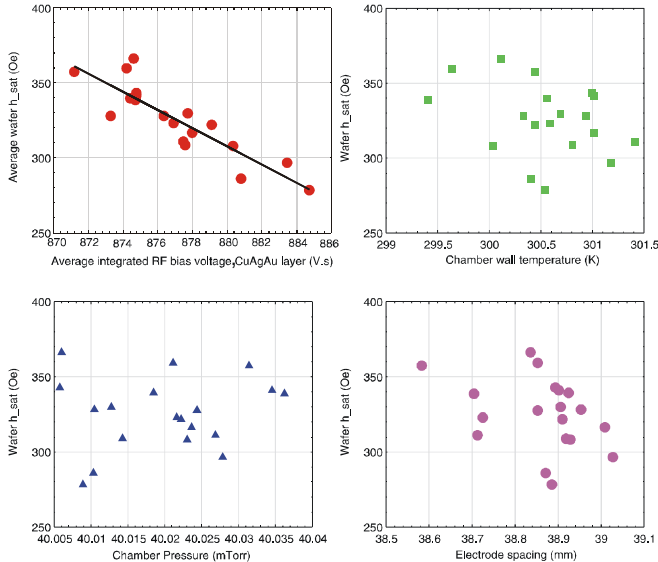 400
350
300
250
Average wafer h_sat (Oe)
870 872 874 876 878 880 882 884 886
Average integrated RF bias voltage,CuAgAu layer (V.s)
400
350
300
250
Wafer h_sat (Oe)
299 299.5 300 300.5 301 301.5
Chamber wall temperature (K)
400
350
300
250
Wafer h_sat (Oe)
40.005 40.01 40.015 40.02 40.025 40.03 40.035 40.04
Chamber Pressure (mTorr)
400
350
300
250
Wafer h_sat (Oe)
38.5 38.6 38.7 38.8 38.9 39 39.1
Electrode spacing (mm)